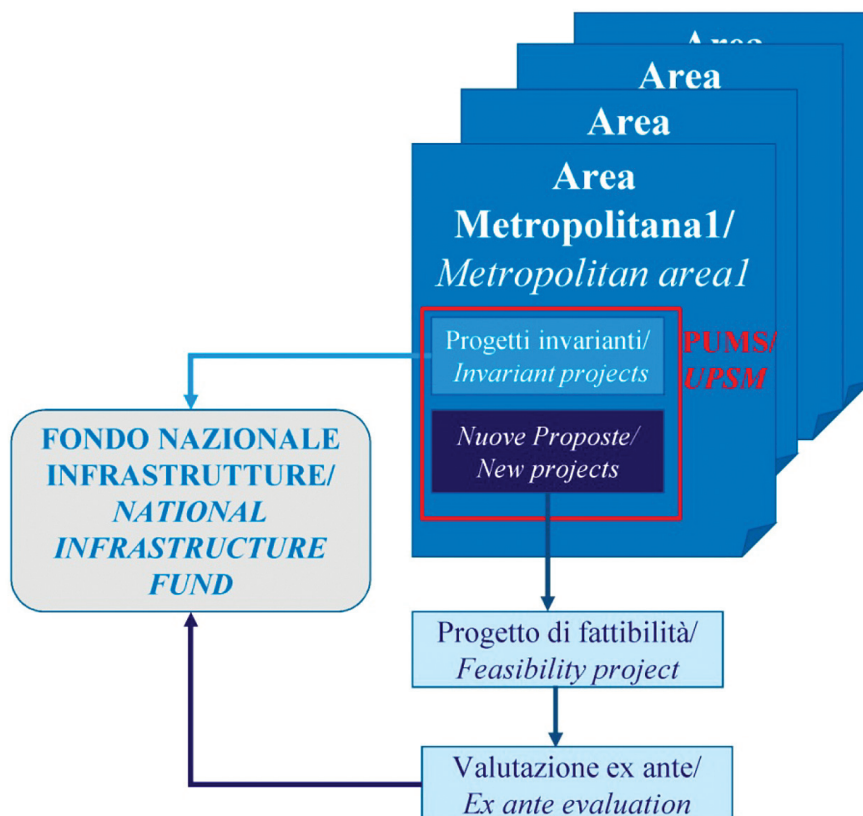 Area
Area
Area
Area
Metropolitana1/
Metropolitan area1
Progetti invarianti/
Invariant projects
PUMS/
UPSM
Nuove Proposte/
New projects
FONDO NAZIONALE
INFRASTRUTTURE/
NATIONAL
INFRASTRUCTURE
FUND
Progetto di fattibilità/
Feasibility project
Valutazione ex ante/
Ex ante evaluation